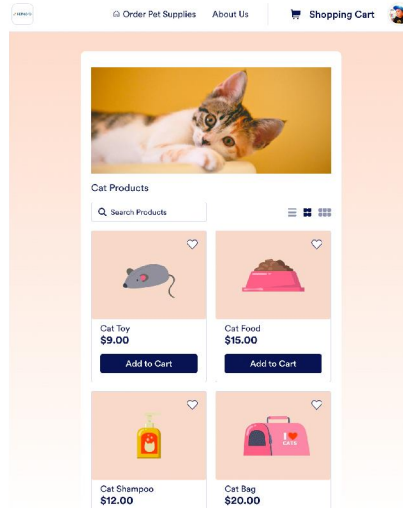 Order Pet Supplies About Us Shopping Cart
Cat Products
Search Products
Cat Toy Cat Food
$9.00 $15.00
Add to Cart Add to Cart
I ❤
CATS
Cat Shampoo Cat Bag
$12.00 $20.00